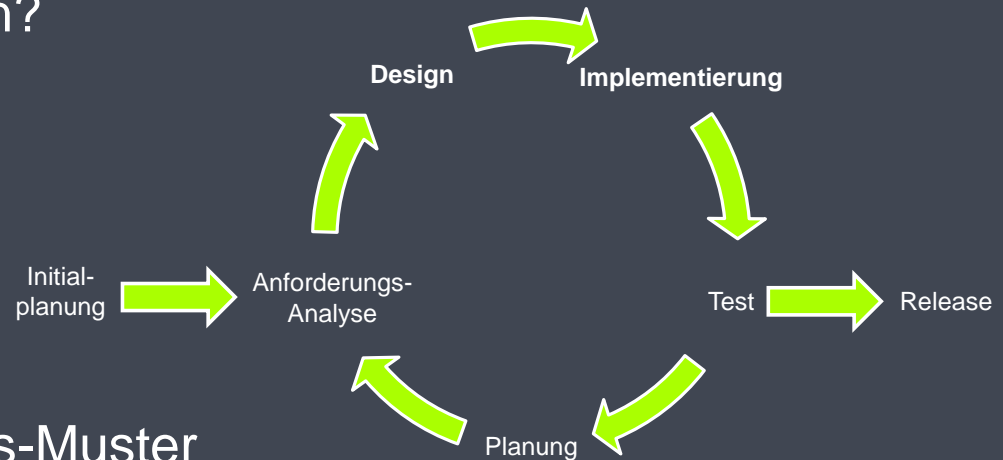 n?
Design
Implementierung
Initial-
planung
Anforderungs-
Analyse
Test
Release
Planung
s-Muster